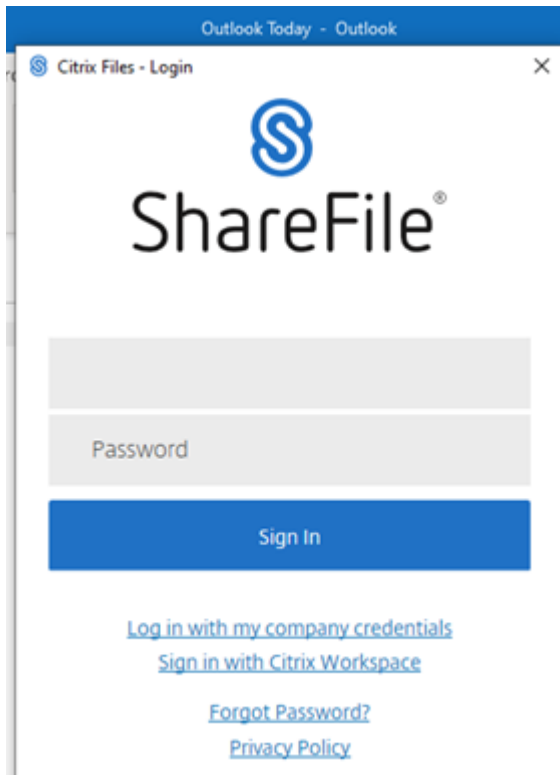 Outlook Today - Outlook
Citrix Files - Login
ShareFile®
Password
Sign In
Log in with my company credentials
Sign in with Citrix Workspace
Forgot Password?
Privacy Policy